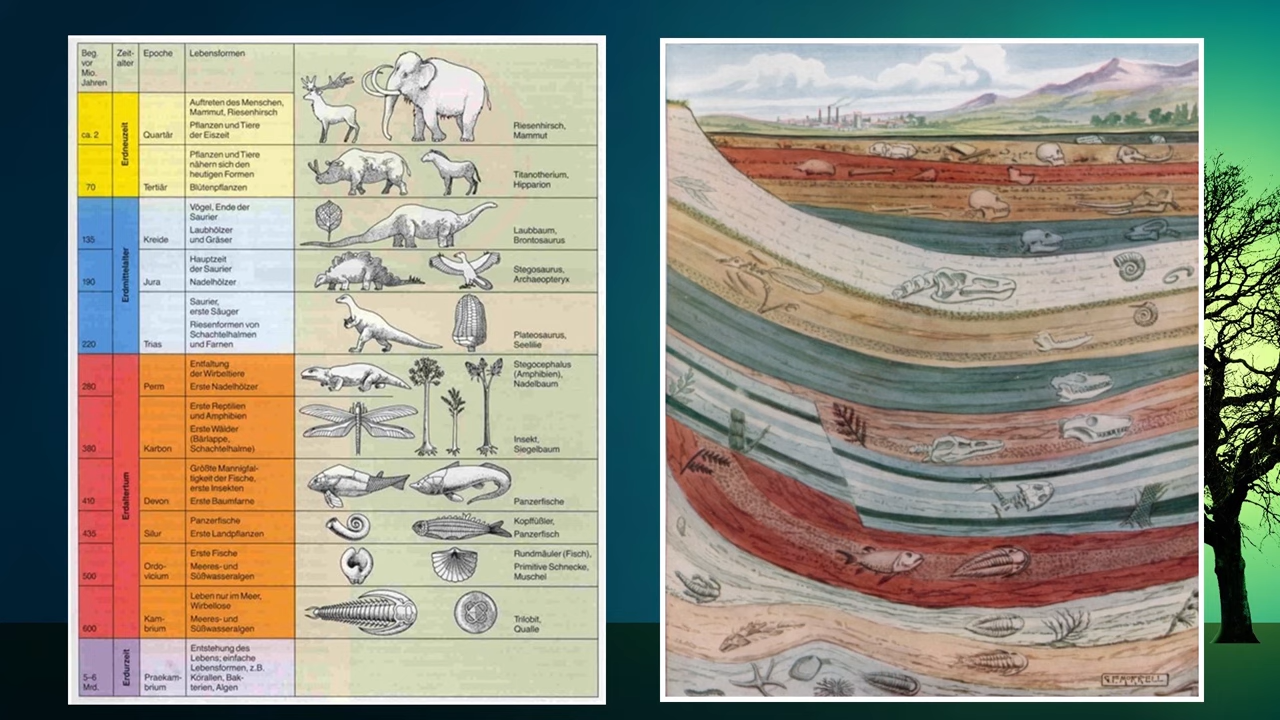 Beg.
vor
Mio.
Jahren
Zeit-
alter
Epoche
Lebensformen
Erdneuzeit
ca. 2
Quartär
Auftreten des Menschen,
Mammut, Riesenhirsch
Pflanzen und Tiere
der Eiszeit
Riesenhirsch,
Mammut
70
Tertiär
Pflanzen und Tiere
nähern sich den
heutigen Formen
Blütenpflanzen
Titanotherium,
Hipparion
Erdmittelalter
135
Kreide
Vögel, Ende der
Saurier
Laubhölzer
und Gräser
Laubbaum,
Brontosaurus
190
Jura
Hauptzeit
der Saurier
Nadelhölzer
Stegosaurus,
Archaeopteryx
220
Trias
Saurier,
erste Säuger
Riesenformen von
Schachtelhalmen
und Farnen
Plateosaurus,
Seelilie
Erdaltertum
280
Perm
Entfaltung
der Wirbeltiere
Erste Nadelhölzer
Stegocephalus
(Amphibien),
Nadelbaum
380
Karbon
Erste Reptilien
und Amphibien
Erste Wälder
(Bärlappe,
Schachtelhalme)
Insekt,
Siegelbaum
410
Devon
Größte Mannigfal-
tigkeit der Fische,
erste Insekten
Erste Baumfarne
Panzerfische
435
Silur
Panzerfische
Erste Landpflanzen
Kopffüßler,
Panzerfisch
500
Ordo-
vicium
Erste Fische
Meeres- und
Süßwasseralgen
Rundmäuler (Fisch),
Primitive Schnecke,
Muschel
600
Kam-
brium
Leben nur im Meer,
Wirbellose
Meeres- und
Süßwasseralgen
Trilobit,
Qualle
Erdurzeit
5–6
Mrd.
Praekam-
brium
Entstehung des
Lebens; einfache
Lebensformen, z.B.
Korallen, Bak-
terien, Algen